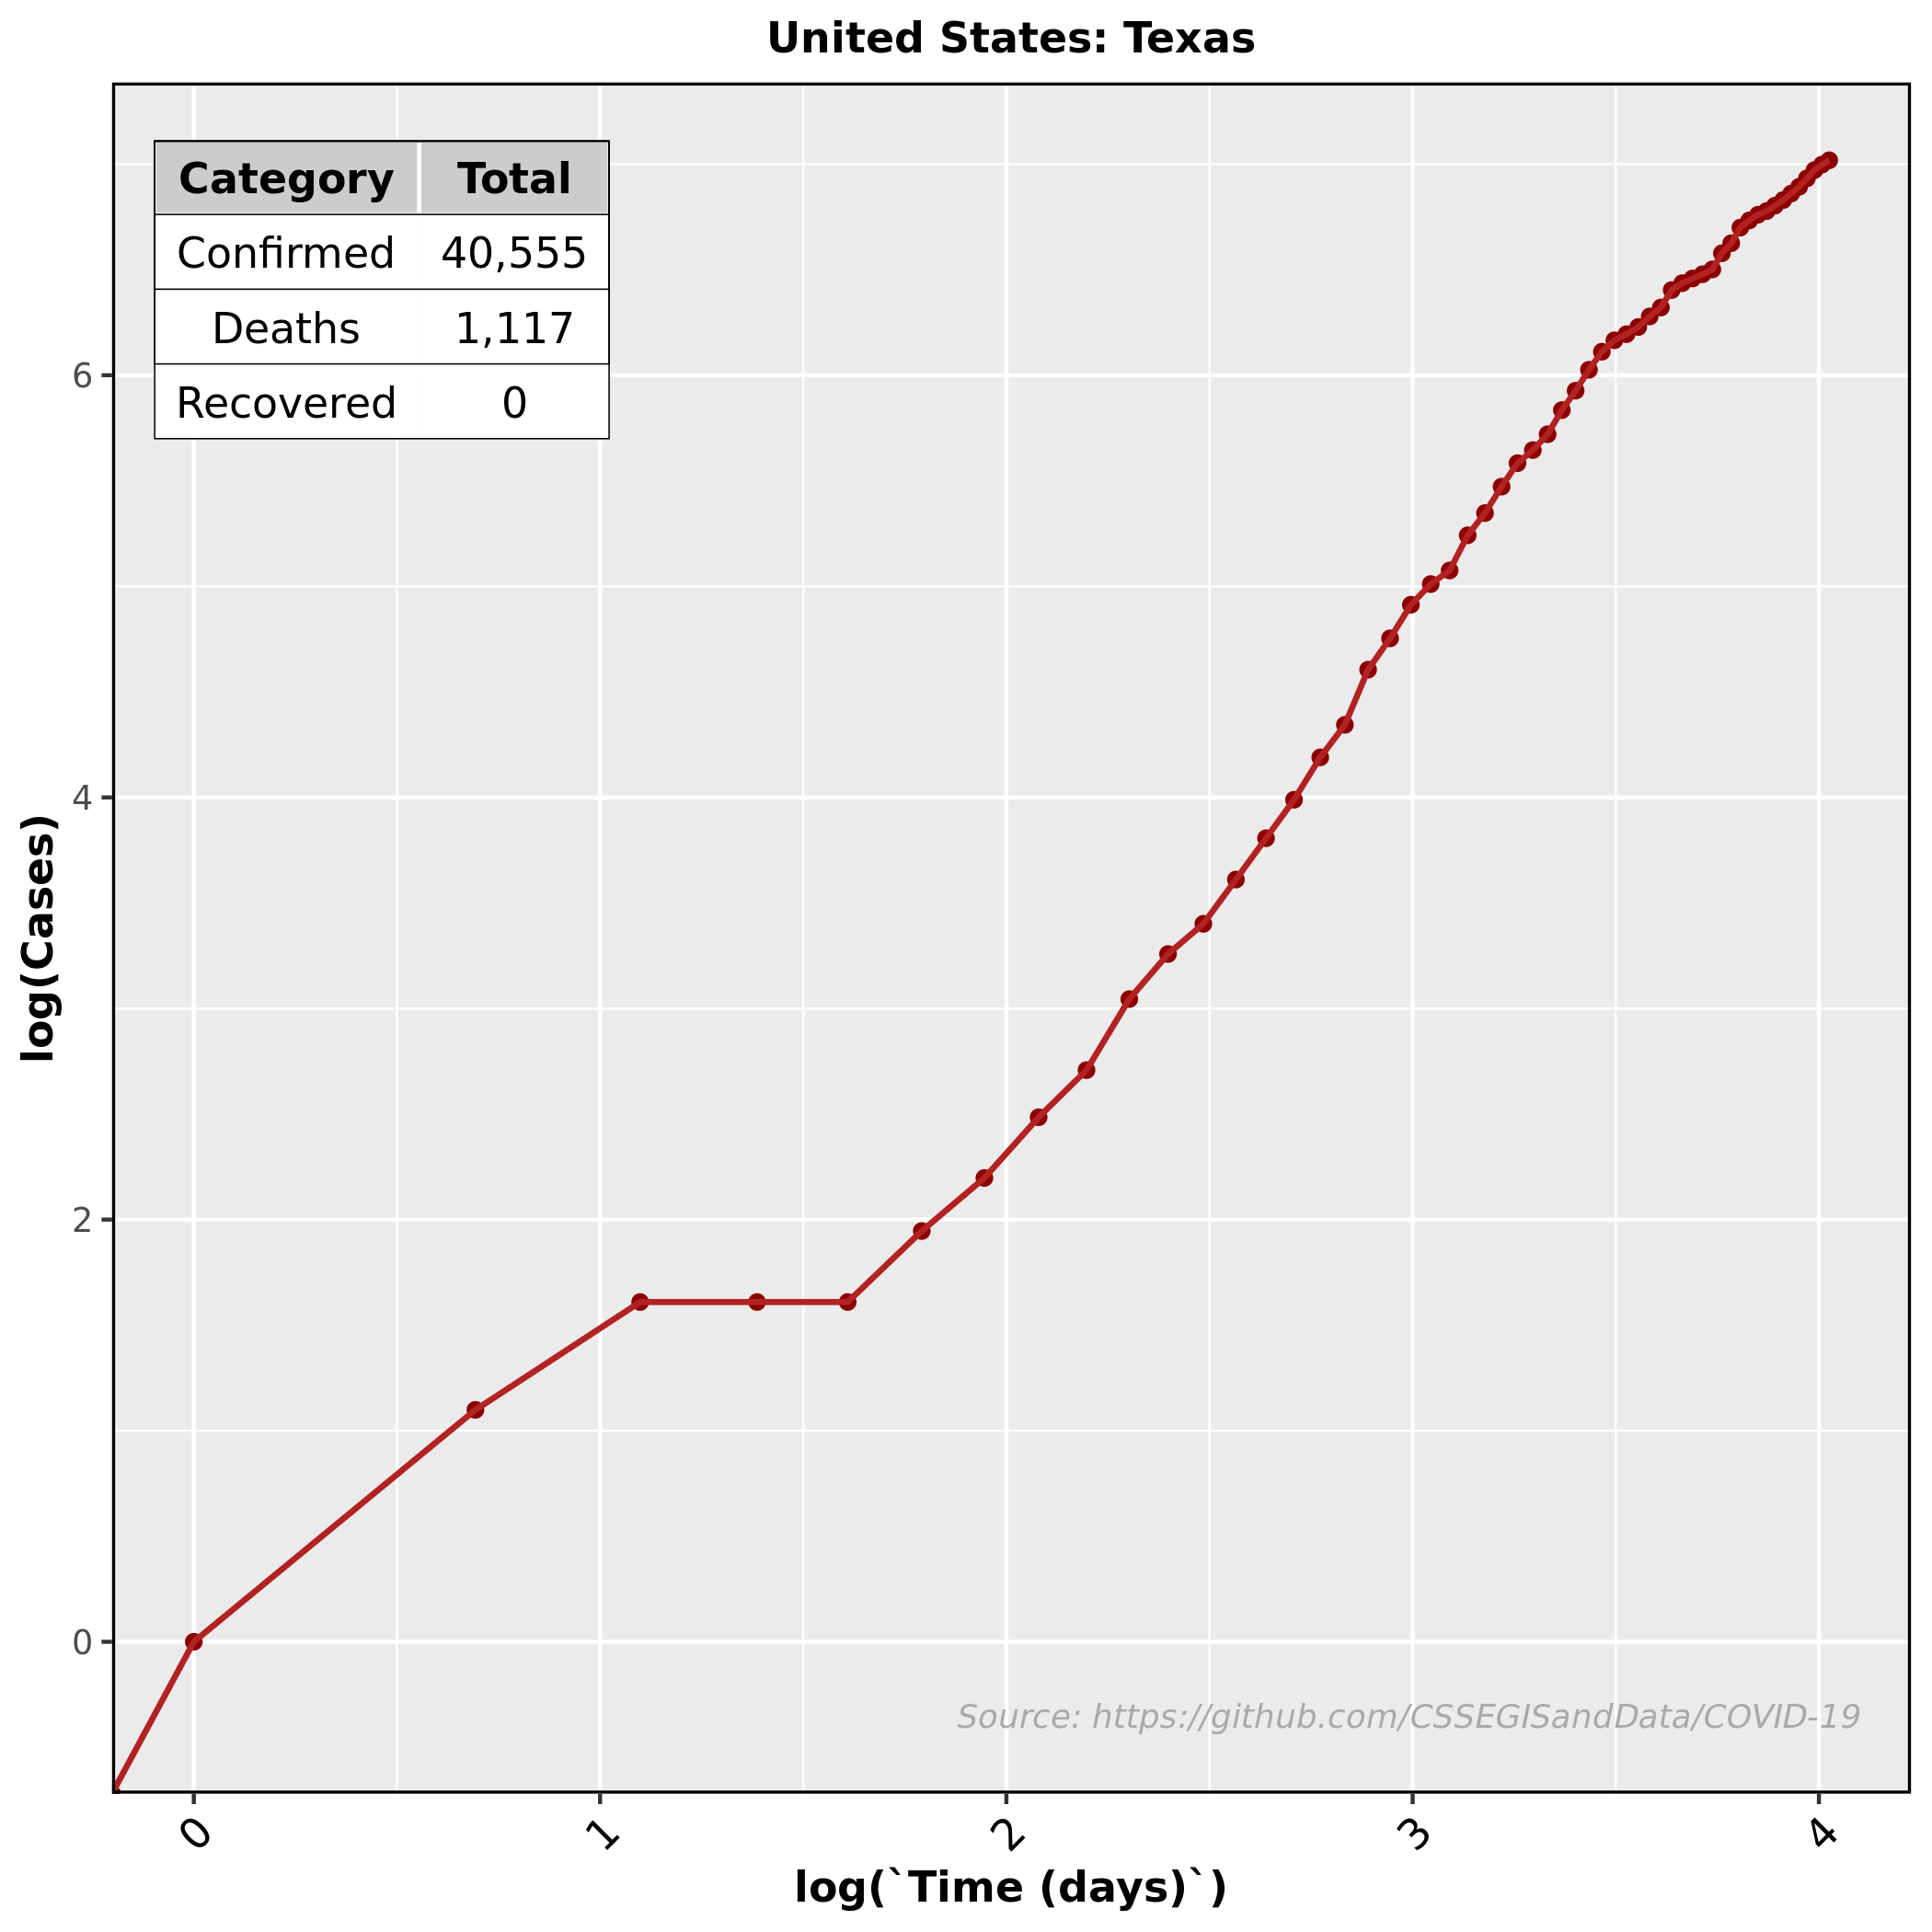 United States: Texas
Category Total
Confirmed 40,555
Deaths 1,117
Recovered 0
6
4
2
0
log(Cases)
Source: https://github.com/CSSEGISandData/COVID-19
0 1 2 3 4
log(`Time (days)`)